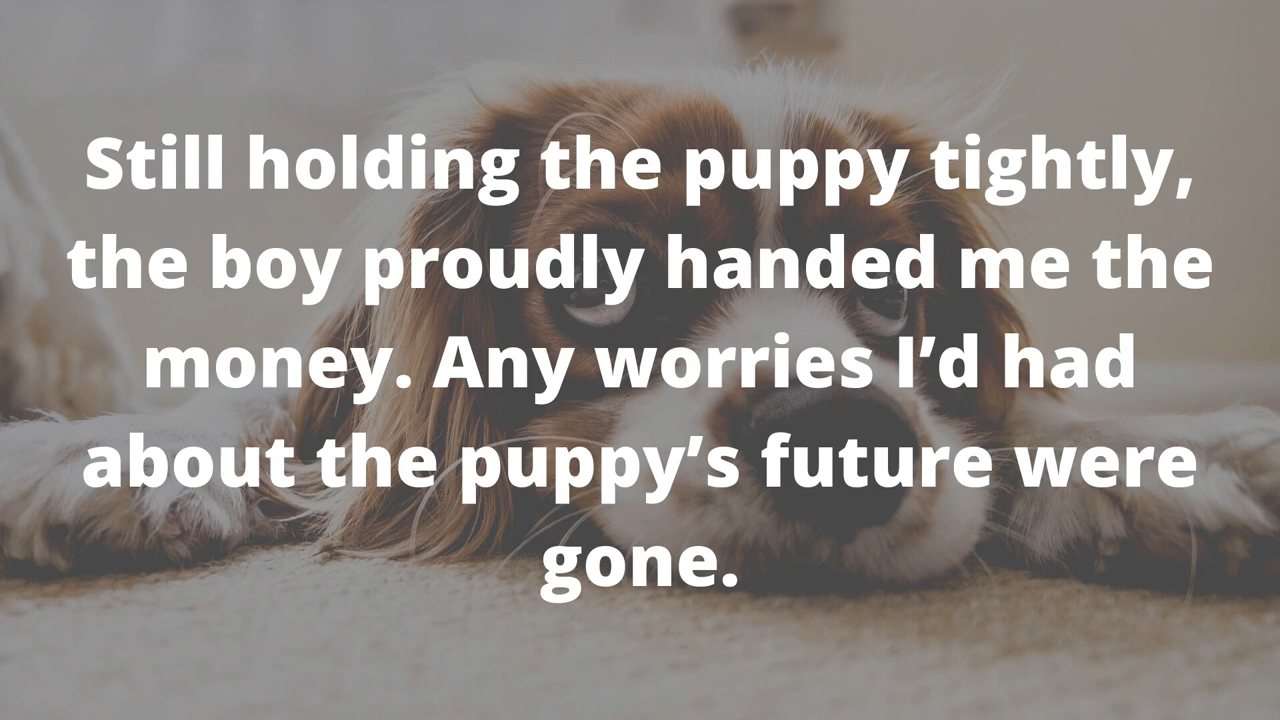 Still holding the puppy tightly,
the boy proudly handed me the
money. Any worries I’d had
about the puppy’s future were
gone.